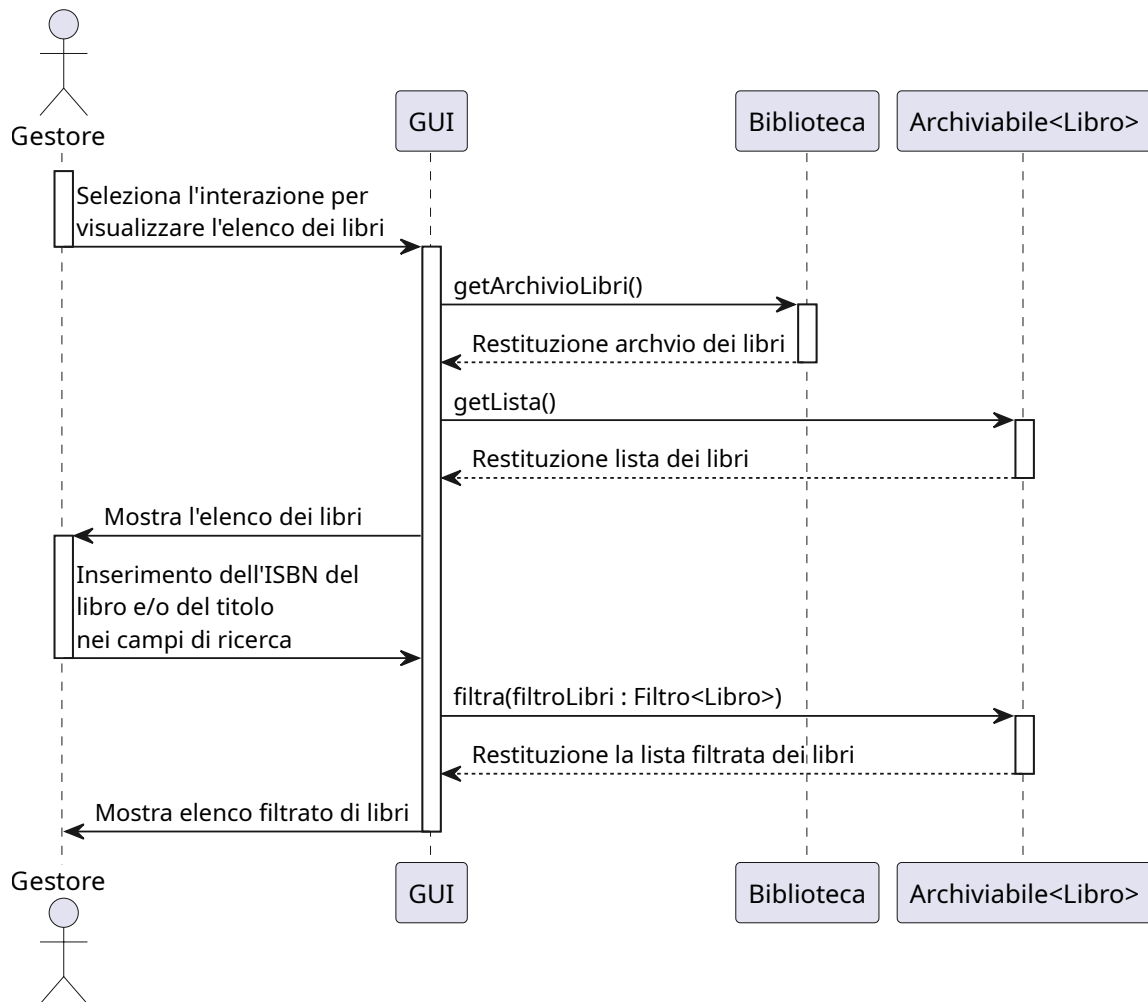 Gestore
GUI
Biblioteca
Archiviabile<Libro>
Seleziona l'interazione per
visualizzare l'elenco dei libri
getArchivioLibri()
Restituzione archvio dei libri
getLista()
Restituzione lista dei libri
Mostra l'elenco dei libri
Inserimento dell'ISBN del
libro e/o del titolo
nei campi di ricerca
filtra(filtroLibri : Filtro<Libro>)
Restituzione la lista filtrata dei libri
Mostra elenco filtrato di libri
Gestore
GUI
Biblioteca
Archiviabile<Libro>